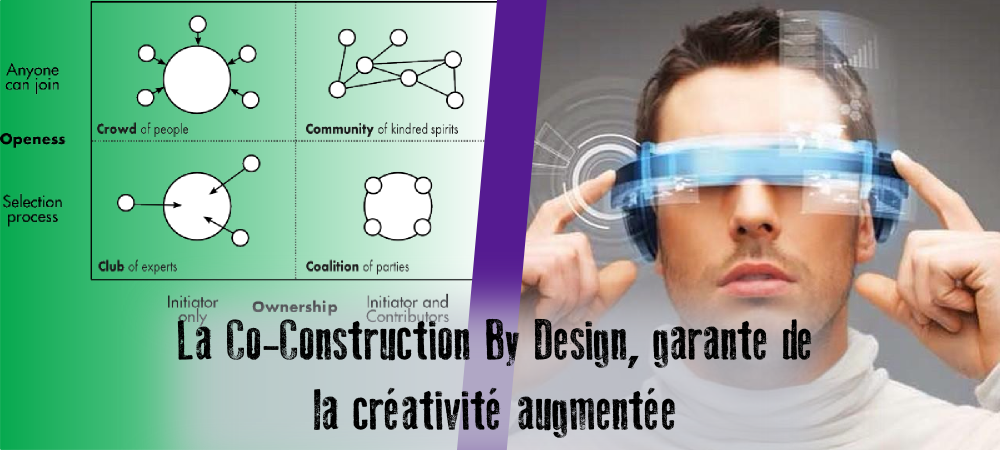 Anyone
can join
Openess
Selection
process
Crowd of people
Community of kindred spirits
Club of experts
Coalition of parties
Initiator
only
Ownership
Initiator and
Contributors
La Co-Construction By Design, garante de
la créativité augmentée